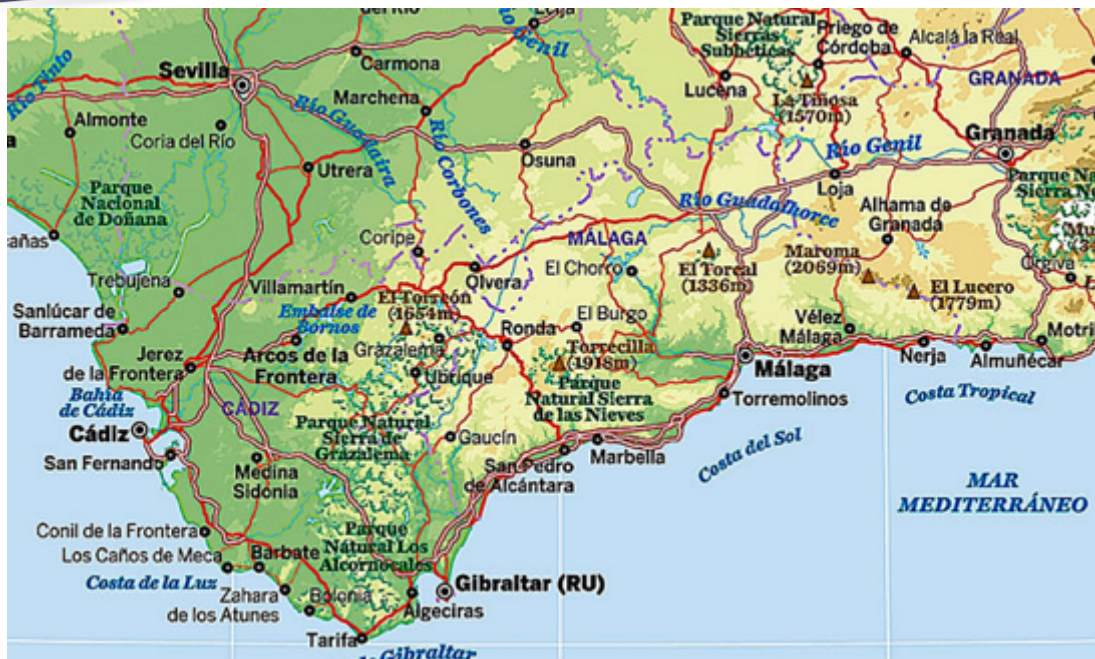 Río Genil
Parque Natural
Sierras
Subbéticas
Priego de
Córdoba
Alcalá la Real
Carmona
Sevilla
Río Tinto
Lucena
GRANADA
La Tiñosa
(1570m)
Marchena
Almonte
Coria del Río
Río Guadaira
Río Corbones
Osuna
Río Genil
Granada
Utrera
Loja
Parque
Nacional
de Doñana
Río Guadalhorce
Alhama de
Granada
Coripe
MÁLAGA
Maroma
(2069m)
El Chorro
El Torcal
(1336m)
El Lucero
(1779m)
Órgiva
Trebujena
Villamartín
Olvera
Embalse de
Bornos
El Torreón
(1654m)
El Burgo
Sanlúcar de
Barrameda
Ronda
Vélez
Málaga
Motri
Grazalema
Torrecilla
(1918m)
Nerja
Almuñécar
Jerez
de la Frontera
Arcos de la
Frontera
Ubrique
Málaga
Parque
Natural Sierra
de las Nieves
Torremolinos
Costa Tropical
Bahía
de Cádiz
CÁDIZ
Parque Natural
Sierra de
Grazalema
Cádiz
Gaucín
San Fernando
Medina
Sidonia
San Pedro
de Alcántara
Marbella
Costa del Sol
MAR
MEDITERRÁNEO
Conil de la Frontera
Los Caños de Meca
Barbate
Parque
Natural Los
Alcornocales
Costa de la Luz
Zahara
de los Atunes
Bolonia
Algeciras
Gibraltar (RU)
Tarifa
de Gibraltar